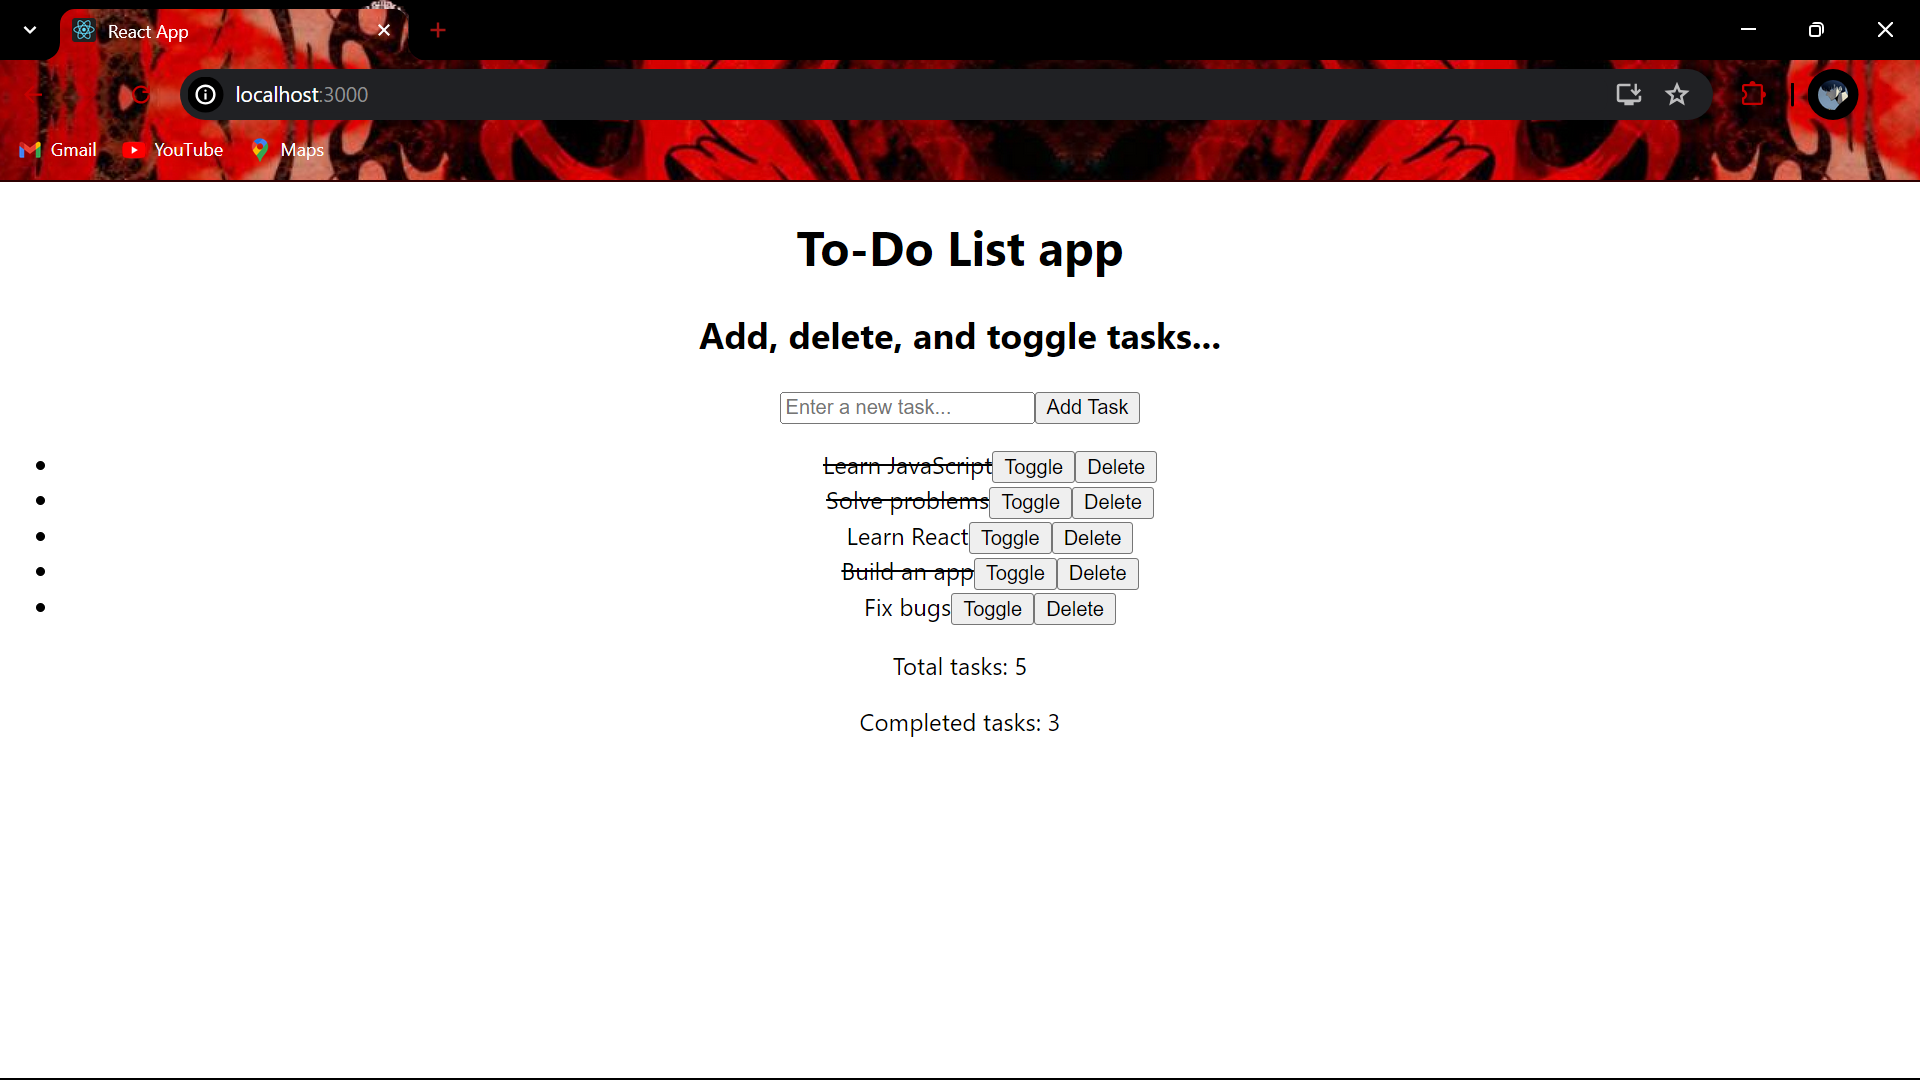 React App
localhost:3000
Gmail YouTube Maps
To-Do List app
Add, delete, and toggle tasks...
Enter a new task... Add Task
Learn JavaScript Toggle Delete
Solve problems Toggle Delete
Learn React Toggle Delete
Build an app Toggle Delete
Fix bugs Toggle Delete
Total tasks: 5
Completed tasks: 3